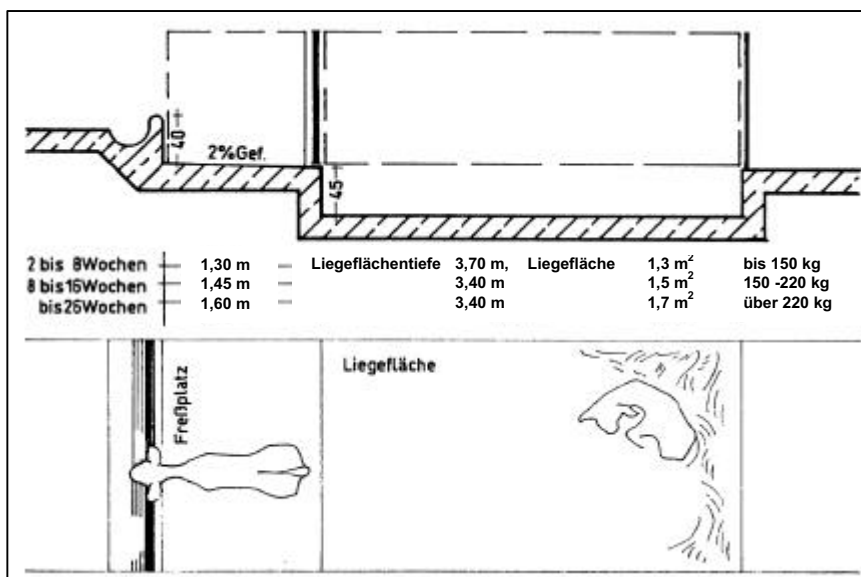 40
2%Gef.
45
2 bis 8Wochen 1,30 m Liegeflächentiefe 3,70 m, Liegefläche 1,3 m² bis 150 kg
8 bis 16Wochen 1,45 m 3,40 m 1,5 m² 150 -220 kg
bis 26Wochen 1,60 m 3,40 m 1,7 m² über 220 kg
Liegefläche
Freßplatz